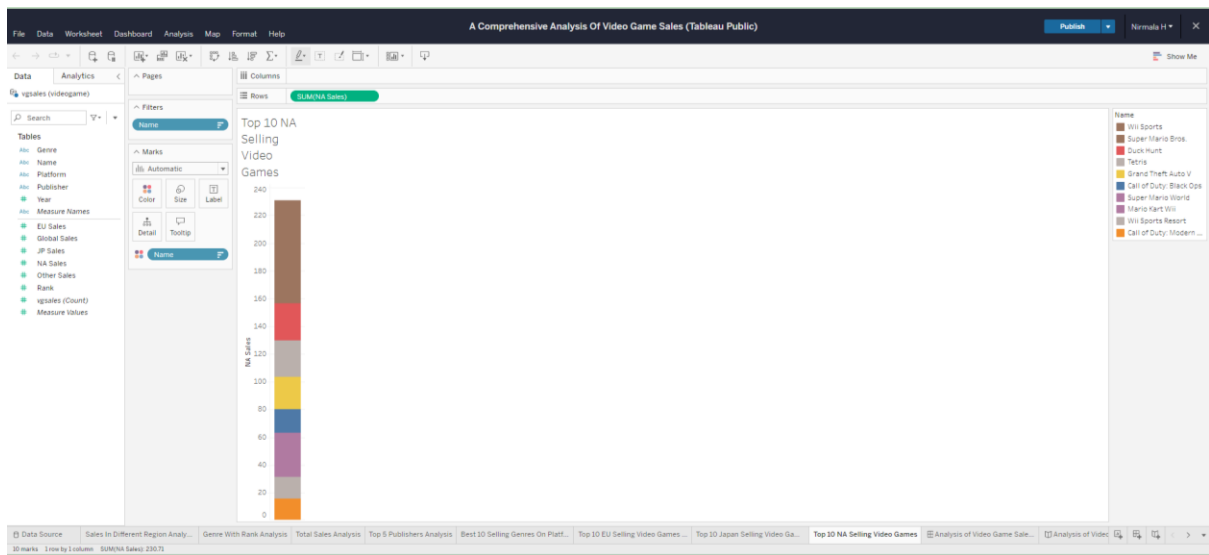 A Comprehensive Analysis Of Video Game Sales (Tableau Public)
File Data Worksheet Dashboard Analysis Map Format Help
Publish
Nirmala H
Show Me
Data Analytics
vgsales (videogame)
Search
Tables
Abc Genre
Abc Name
Abc Platform
Abc Publisher
# Year
Abc Measure Names
# EU Sales
# Global Sales
# JP Sales
# NA Sales
# Other Sales
# Rank
# vgsales (Count)
# Measure Values
Pages
Filters
Name
Marks
Automatic
Color Size Label
Detail Tooltip
Name
Columns
Rows SUM(NA Sales)
Top 10 NA
Selling
Video
Games
240
220
200
180
160
140
120
100
80
60
40
20
0
NA Sales
Name
Wii Sports
Super Mario Bros.
Duck Hunt
Tetris
Grand Theft Auto V
Call of Duty: Black Ops
Super Mario World
Mario Kart Wii
Wii Sports Resort
Call of Duty: Modern ...
Data Source Sales In Different Region Analy... Genre With Rank Analysis Total Sales Analysis Top 5 Publishers Analysis Best 10 Selling Genres On Platf... Top 10 EU Selling Video Games ... Top 10 Japan Selling Video Ga... Top 10 NA Selling Video Games Analysis of Video Game Sale... Analysis of Videc
10 marks 1 row by 1 column SUM(NA Sales): 230.71